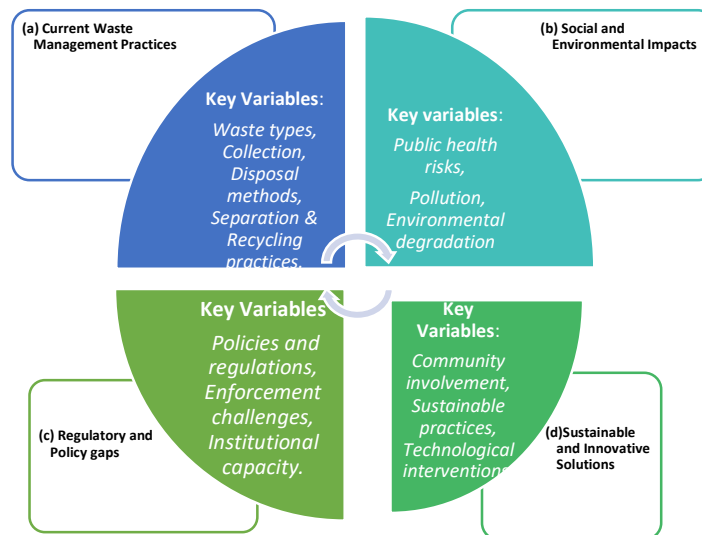 (a) Current Waste
Management Practices
Key Variables:
Waste types,
Collection,
Disposal
methods,
Separation &
Recycling
practices.
(b) Social and
Environmental Impacts
Key variables:
Public health
risks,
Pollution,
Environmental
degradation
(c) Regulatory and
Policy gaps
Key Variables
Policies and
regulations,
Enforcement
challenges,
Institutional
capacity.
Key
Variables:
Community
involvement,
Sustainable
practices,
Technological
interventions
(d)Sustainable
and Innovative
Solutions